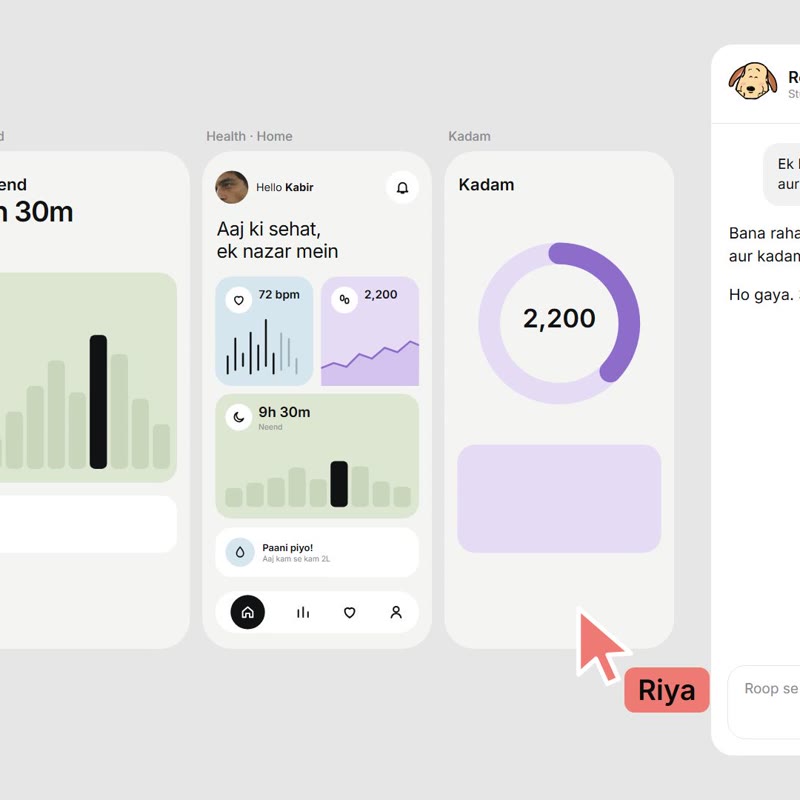 Health · Home
Kadam
Hello Kabir
Aaj ki sehat,
ek nazar mein
72 bpm
2,200
9h 30m
Neend
Paani piyo!
Aaj kam se kam 2L
Kadam
2,200
30m
Riya
Ek
aur
Bana
aur
Ho gaya.
Roop se